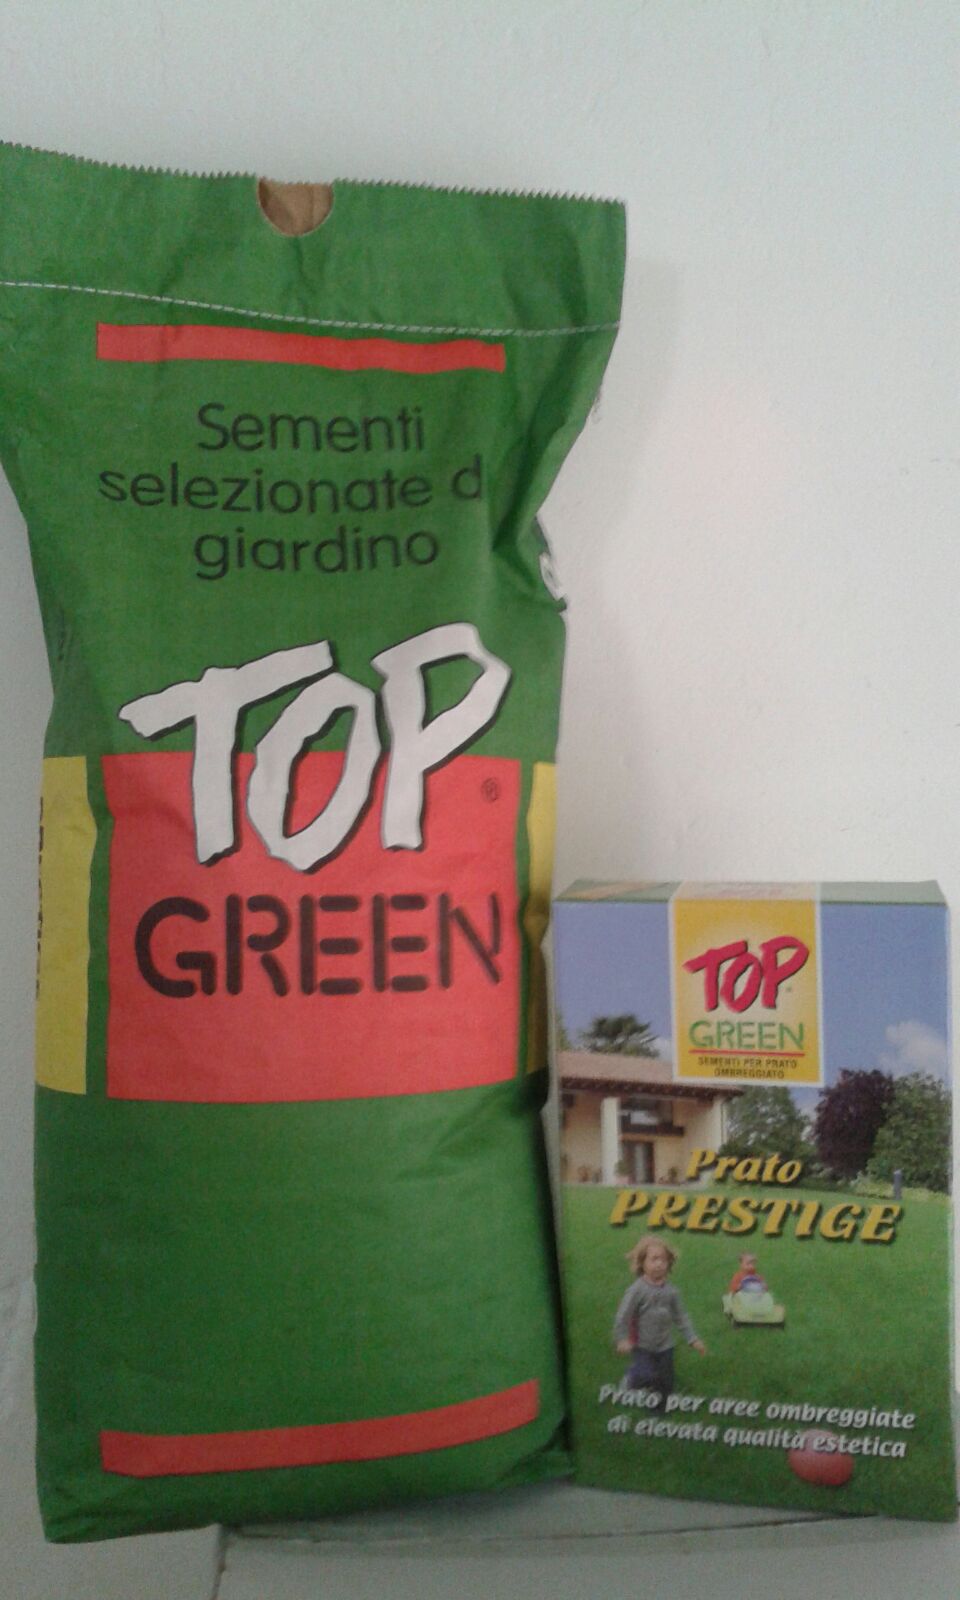 Sementi
selezionate d
giardino
TOP
GREEN
TOP
GREEN
SEMENTI PER PRATO
OMBREGGIATO
Prato
PRESTIGE
Prato per aree ombreggiate
di elevata qualità estetica